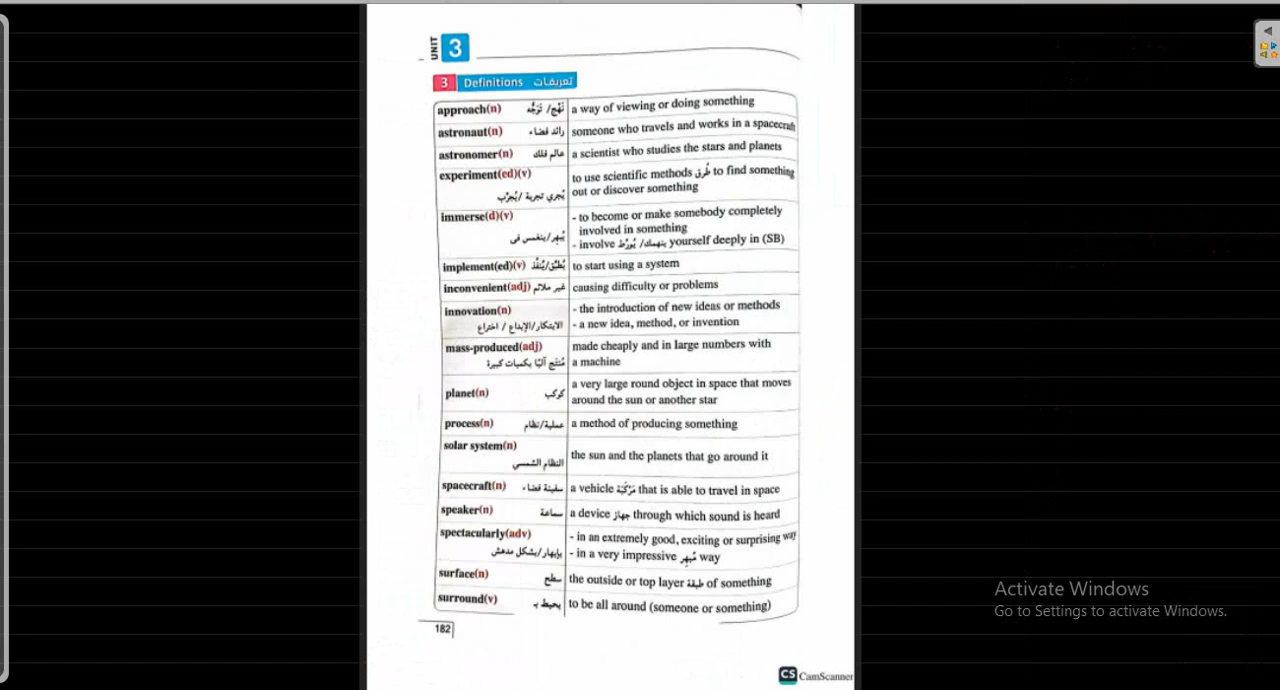 UNIT 3
3 Definitions تعريفات
approach(n) نَهْج/ تَوَجُّه a way of viewing or doing something
astronaut(n) رائد فضاء someone who travels and works in a spacecraft
astronomer(n) عالم فلك a scientist who studies the stars and planets
experiment(ed)(v) to use scientific methods طُرق to find something
يُجري تجربة /يُجرِّب out or discover something
immerse(d)(v) - to become or make somebody completely
involved in something
يُبهِر/ينغمس في
- involve ينهمك/ يُورِّط yourself deeply in (SB)
implement(ed)(v) يُطبِّق/يُنفِّذ to start using a system
inconvenient(adj) غير ملائم causing difficulty or problems
innovation(n) - the introduction of new ideas or methods
الابتكار/الإبداع / اختراع - a new idea, method, or invention
mass-produced(adj) made cheaply and in large numbers with
مُنتَج آليًا بكميات كبيرة a machine
planet(n) كوكب a very large round object in space that moves
around the sun or another star
process(n) عملية/نظام a method of producing something
solar system(n) the sun and the planets that go around it
النظام الشمسي
spacecraft(n) سفينة فضاء a vehicle مَرْكَبَة that is able to travel in space
speaker(n) سماعة a device جهاز through which sound is heard
spectacularly(adv) - in an extremely good, exciting or surprising way
بإبهار/بشكل مدهش - in a very impressive مُبهِر way
surface(n) سطح the outside or top layer طبقة of something
surround(v) يحيط بـ to be all around (someone or something)
182
CS CamScanner
Activate Windows
Go to Settings to activate Windows.